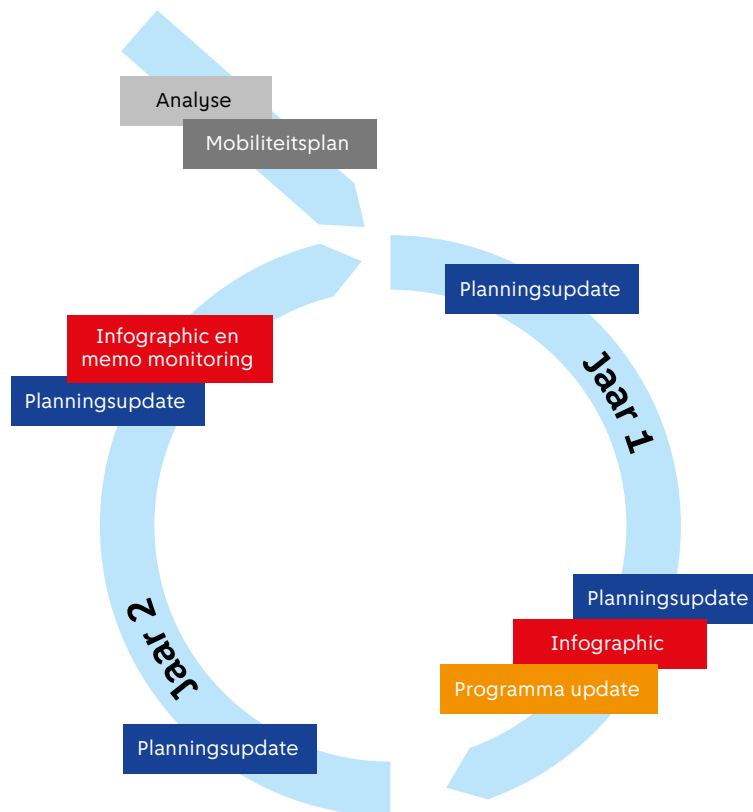 Analyse
Mobiliteitsplan
Planningsupdate
Jaar 1
Planningsupdate
Infographic
Programma update
Planningsupdate
Jaar 2
Planningsupdate
Infographic en
memo monitoring